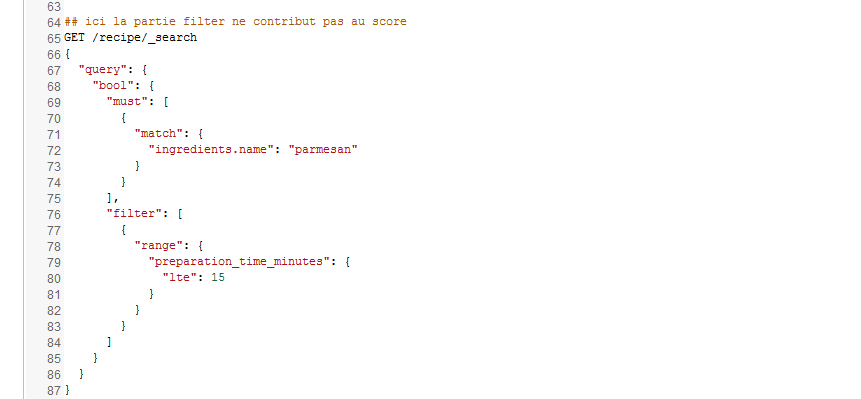 63
64 ## ici la partie filter ne contribut pas au score
65 GET /recipe/_search
66 {
67   "query": {
68     "bool": {
69       "must": [
70         {
71           "match": {
72             "ingredients.name": "parmesan"
73           }
74         }
75       ],
76       "filter": [
77         {
78           "range": {
79             "preparation_time_minutes": {
80               "lte": 15
81             }
82           }
83         }
84       ]
85     }
86   }
87 }